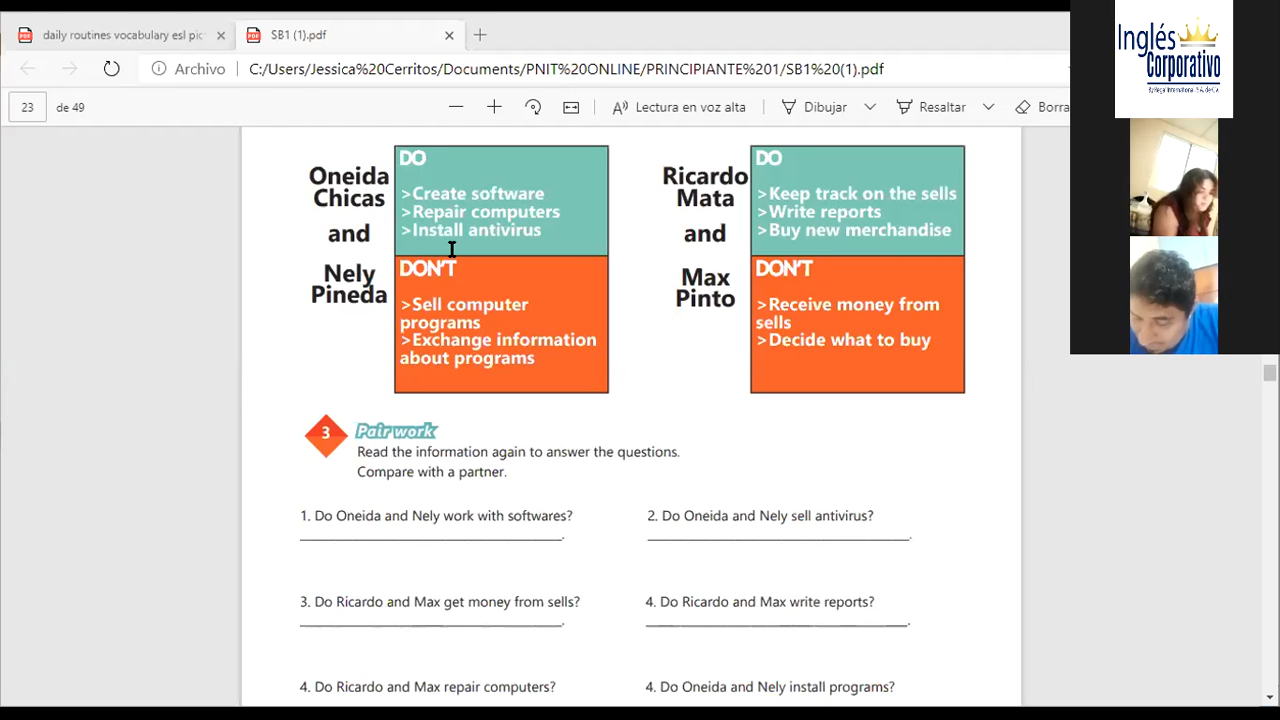 daily routines vocabulary esl pic
SB1 (1).pdf
Archivo
C:/Users/Jessica%20Cerritos/Documents/PNIT%20ONLINE/PRINCIPIANTE%201/SB1%20(1).pdf
23
de 49
Lectura en voz alta
Dibujar
Resaltar
Borra
Inglés
Corporativo
Oneida
Chicas
and
Nely
Pineda
DO
>Create software
>Repair computers
>Install antivirus
DON'T
>Sell computer
programs
>Exchange information
about programs
Ricardo
Mata
and
Max
Pinto
DO
>Keep track on the sells
>Write reports
>Buy new merchandise
DON'T
>Receive money from
sells
>Decide what to buy
3
Pair work
Read the information again to answer the questions.
Compare with a partner.
1. Do Oneida and Nely work with softwares?
2. Do Oneida and Nely sell antivirus?
3. Do Ricardo and Max get money from sells?
4. Do Ricardo and Max write reports?
4. Do Ricardo and Max repair computers?
4. Do Oneida and Nely install programs?